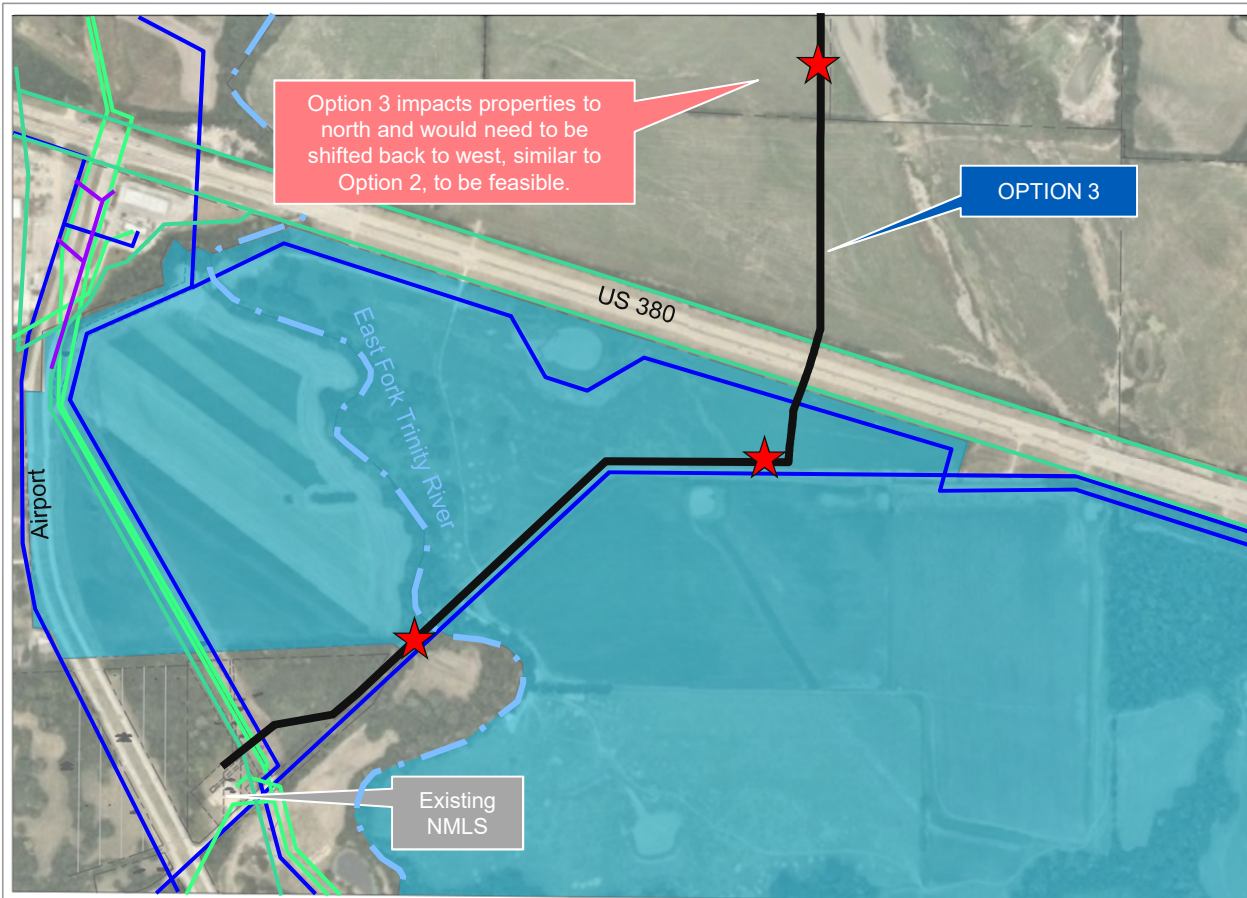 Option 3 impacts properties to
north and would need to be
shifted back to west, similar to
Option 2, to be feasible.
OPTION 3
US 380
East Fork Trinity River
Airport
Existing
NMLS